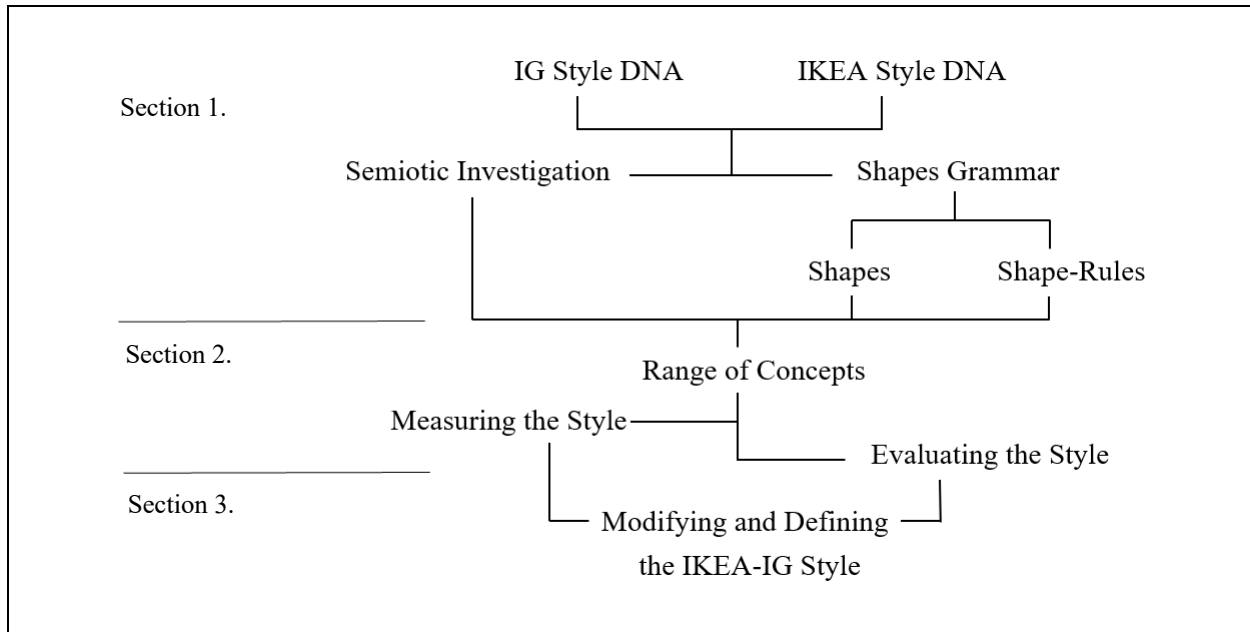 IG Style DNA
IKEA Style DNA
Section 1.
Semiotic Investigation
Shapes Grammar
Shapes
Shape-Rules
Section 2.
Range of Concepts
Measuring the Style
Evaluating the Style
Section 3.
Modifying and Defining
the IKEA-IG Style